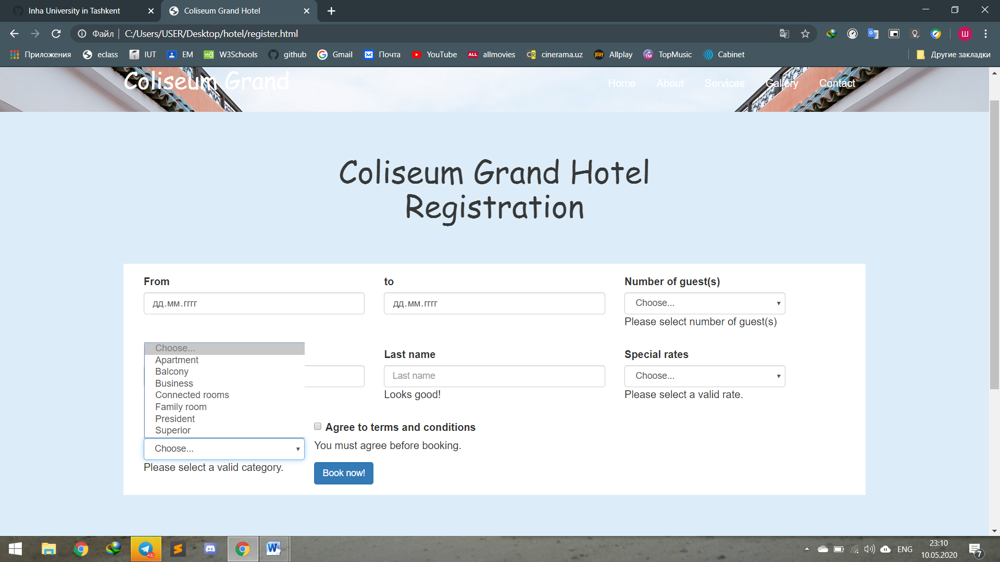 Inha University in Tashkent
Coliseum Grand Hotel
Файл
C:/Users/USER/Desktop/hotel/register.html
Ш
Приложения
eclass
IUT
EM
W3Schools
github
Gmail
Почта
YouTube
ALL allmovies
CR cinerama.uz
play Allplay
TM TopMusic
Cabinet
Другие закладки
Coliseum Grand
Home
About
Services
Gallery
Contact
Coliseum Grand Hotel
Registration
From
to
Number of guest(s)
дд.мм.гггг
дд.мм.гггг
Choose...
Please select number of guest(s)
Choose...
Apartment
Balcony
Business
Connected rooms
Family room
President
Superior
Last name
Special rates
Last name
Choose...
Looks good!
Please select a valid rate.
Choose...
Please select a valid category.
Agree to terms and conditions
You must agree before booking.
Book now!
ENG
23:10
10.05.2020
7